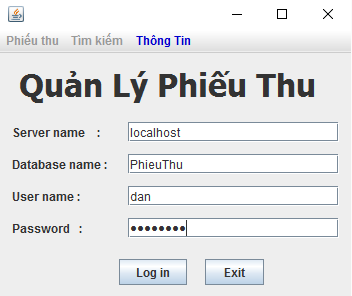 Phiếu thu Tìm kiếm Thông Tin
Quản Lý Phiếu Thu
Server name : localhost
Database name : PhieuThu
User name : dan
Password : ●●●●●●●●
Log in Exit